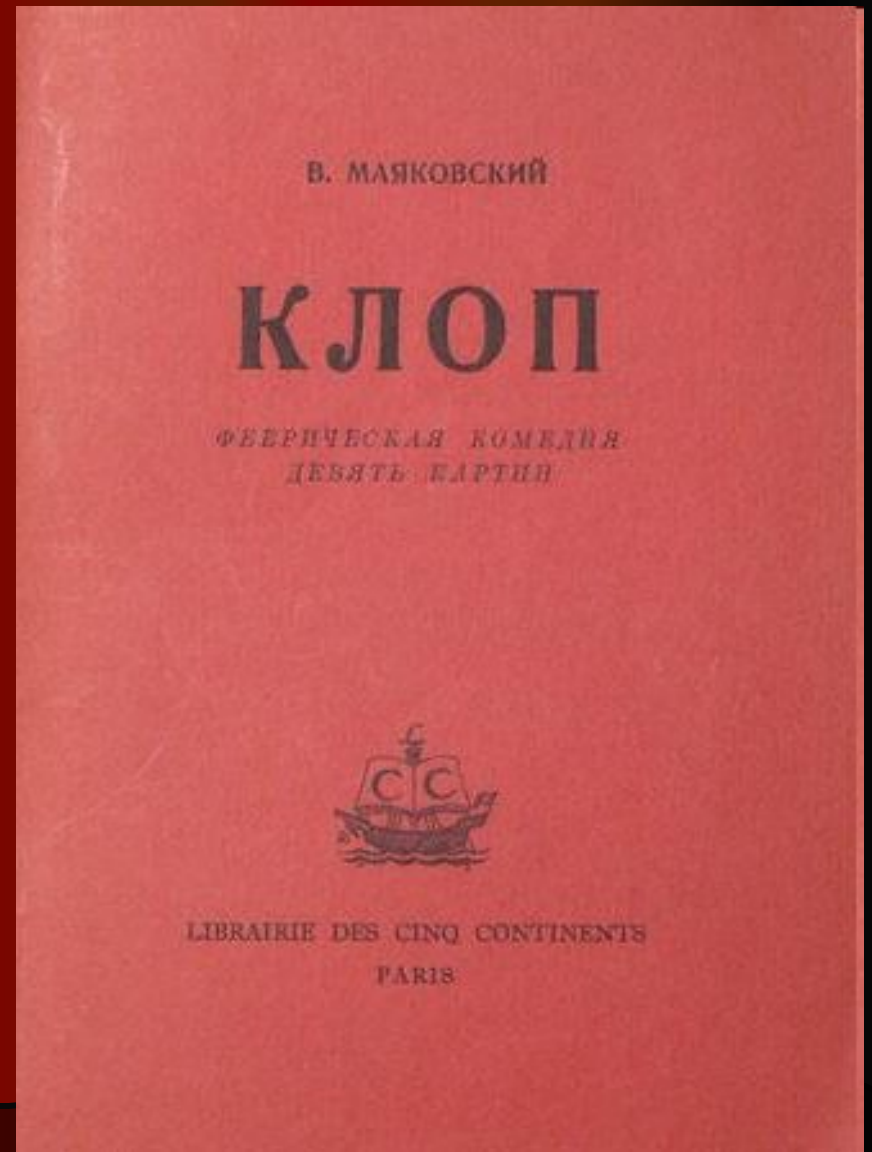 В. МАЯКОВСКИЙ
КЛОП
ФЕЕРИЧЕСКАЯ КОМЕДИЯ
ДЕВЯТЬ КАРТИН
C C
LIBRAIRIE DES CINQ CONTINENTS
PARIS